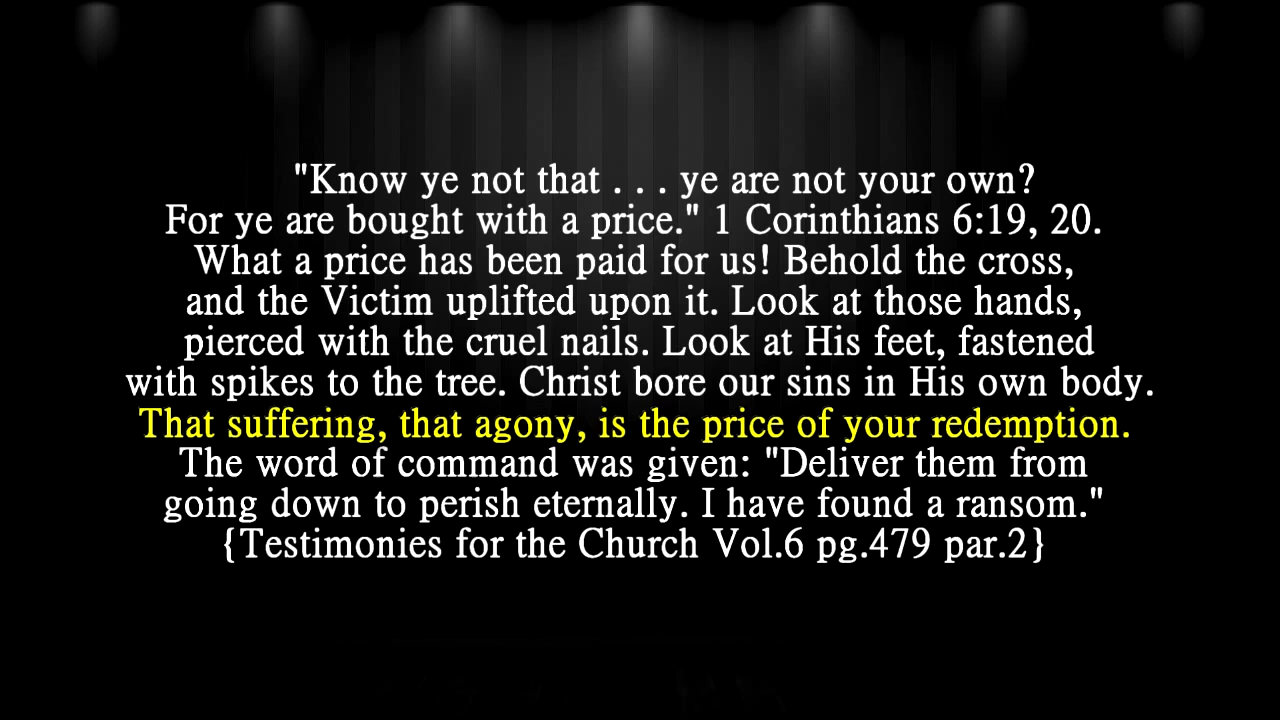 "Know ye not that . . . ye are not your own?
For ye are bought with a price." 1 Corinthians 6:19, 20.
What a price has been paid for us! Behold the cross,
and the Victim uplifted upon it. Look at those hands,
pierced with the cruel nails. Look at His feet, fastened
with spikes to the tree. Christ bore our sins in His own body.
That suffering, that agony, is the price of your redemption.
The word of command was given: "Deliver them from
going down to perish eternally. I have found a ransom."
{Testimonies for the Church Vol.6 pg.479 par.2}